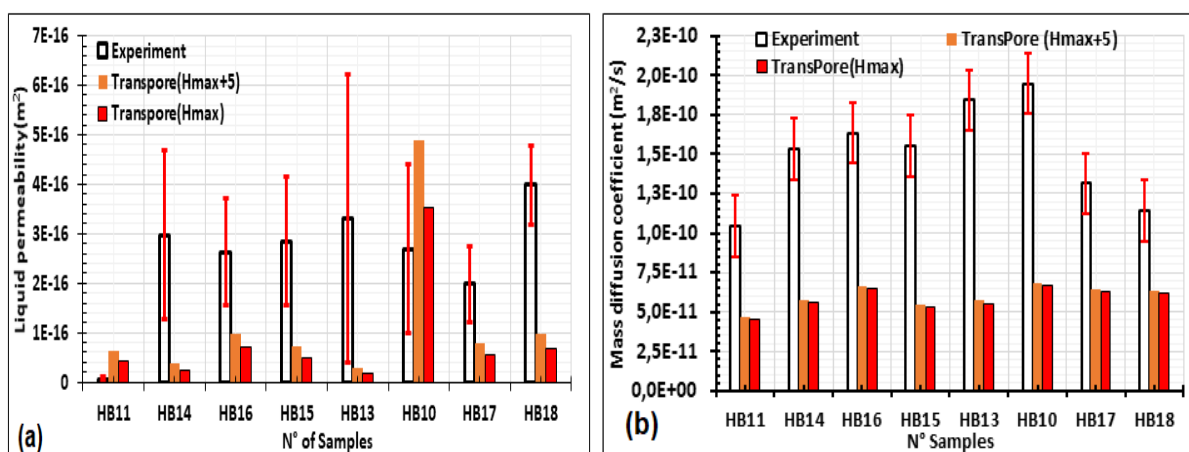 7E-16
6E-16
5E-16
4E-16
3E-16
2E-16
1E-16
0
Liquid permeability(m²)
Experiment
Transpore(Hmax+5)
Transpore(Hmax)
HB11 HB14 HB16 HB15 HB13 HB10 HB17 HB18
N° of Samples
(a)
2,3E-10
2,0E-10
1,8E-10
1,5E-10
1,3E-10
1,0E-10
7,5E-11
5,0E-11
2,5E-11
0,0E+00
Mass diffusion coefficient (m²/s)
Experiment TransPore (Hmax+5)
TransPore(Hmax)
HB11 HB14 HB16 HB15 HB13 HB10 HB17 HB18
N° Samples
(b)